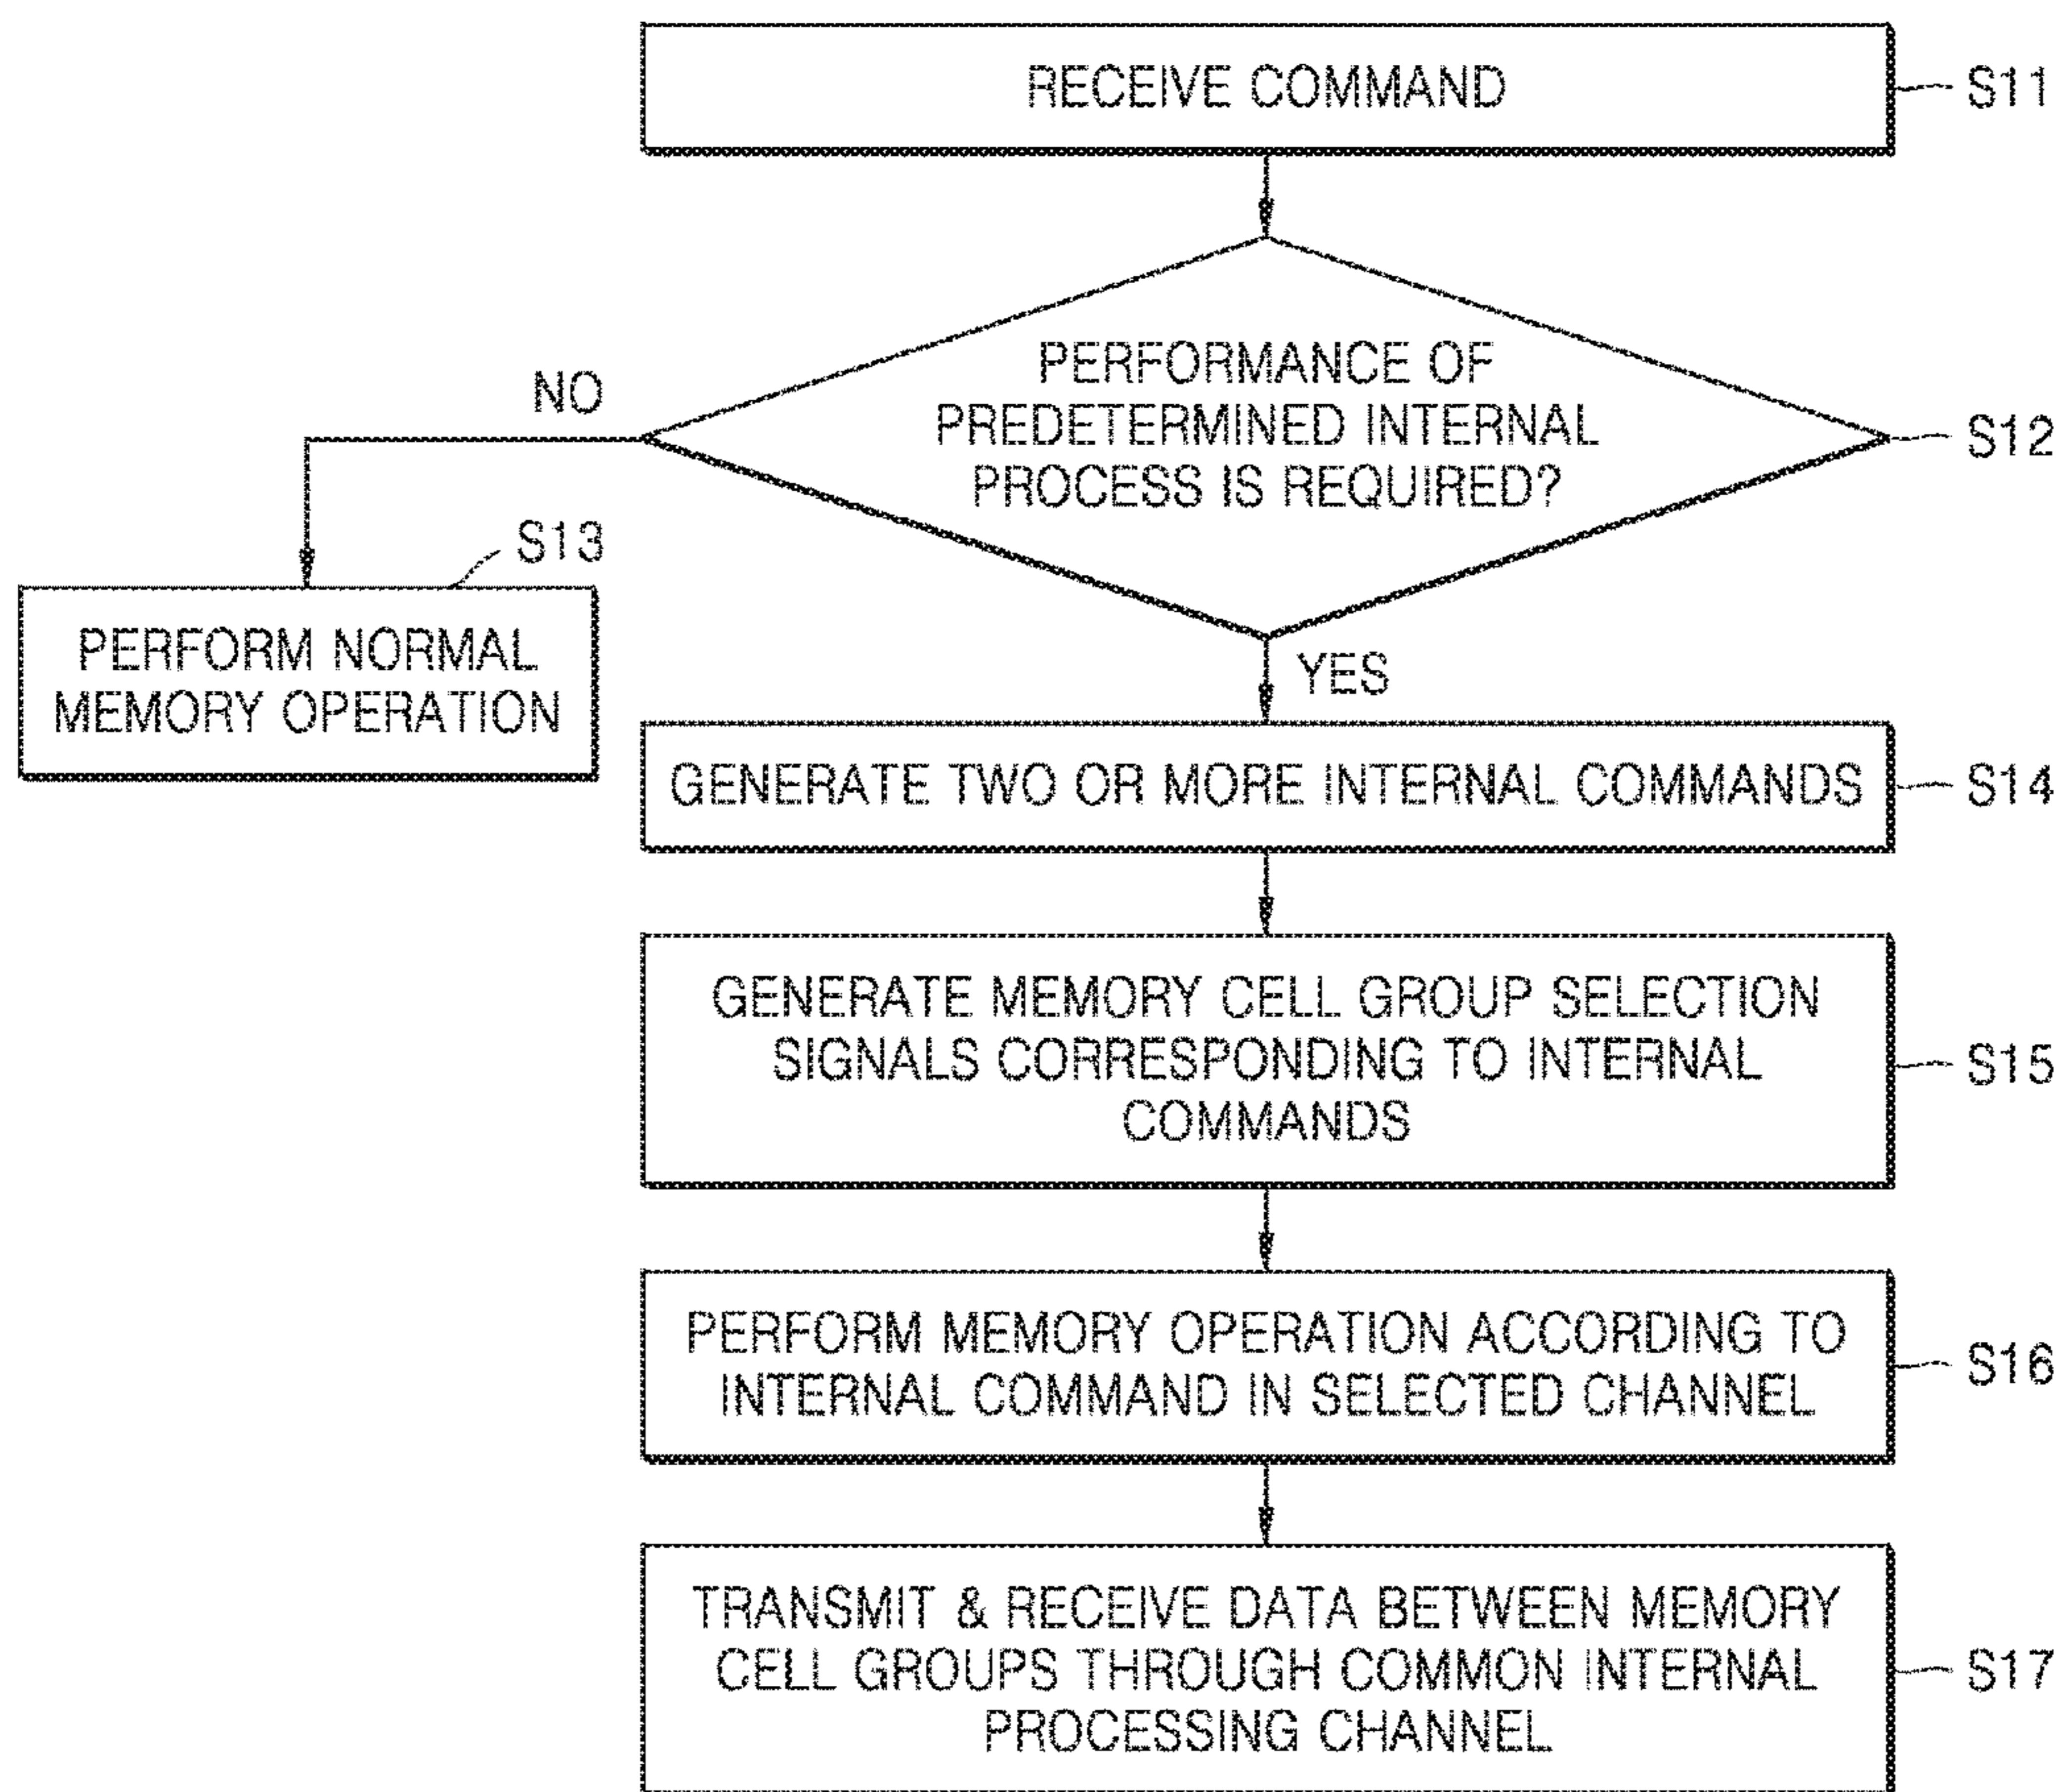 RECEIVE COMMAND
S11
PERFORMANCE OF
PREDETERMINED INTERNAL
PROCESS IS REQUIRED?
S12
NO
S13
PERFORM NORMAL
MEMORY OPERATION
YES
GENERATE TWO OR MORE INTERNAL COMMANDS
S14
GENERATE MEMORY CELL GROUP SELECTION
SIGNALS CORRESPONDING TO INTERNAL
COMMANDS
S15
PERFORM MEMORY OPERATION ACCORDING TO
INTERNAL COMMAND IN SELECTED CHANNEL
S16
TRANSMIT & RECEIVE DATA BETWEEN MEMORY
CELL GROUPS THROUGH COMMON INTERNAL
PROCESSING CHANNEL
S17